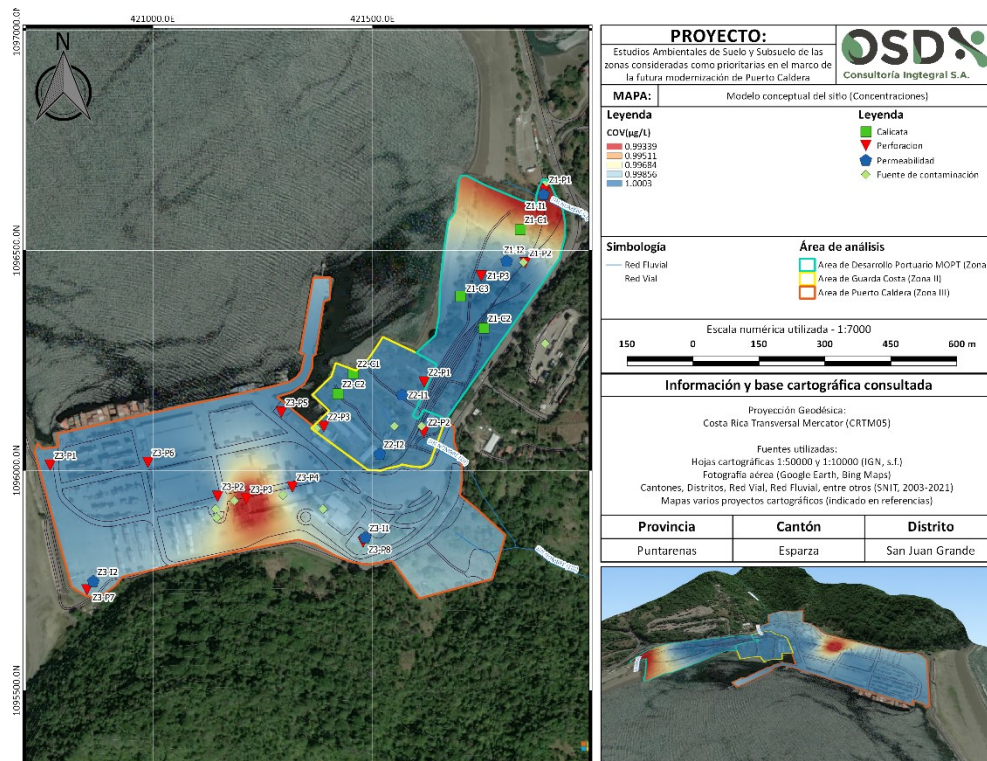 421000.0E
421500.0E
1097000.0N
1096500.0N
1096000.0N
1095500.0N
N
Z1-P1
Z1-I1
Z1-C1
Z1-I2
Z1-P2
Z1-P3
Z1-C3
Z1-C2
Z2-C1
Z2-C2
Z2-P1
Z2-I1
Z2-P3
Z2-P2
Z2-I2
Z3-P5
Z3-P1
Z3-P6
Z3-P4
Z3-P2
Z3-P3
Z3-I1
Z3-P8
Z3-I2
Z3-P7
PROYECTO:
Estudios Ambientales de Suelo y Subsuelo de las
zonas consideradas como prioritarias en el marco de
la futura modernización de Puerto Caldera
OSD
Consultoría Ingtegral S.A.
MAPA:
Modelo conceptual del sitio (Concentraciones)
Leyenda
COV(µg/L)
0.99339
0.99511
0.99684
0.99856
1.0003
Leyenda
Calicata
Perforacion
Permeabilidad
Fuente de contaminación
Simbología
Red Fluvial
Red Vial
Área de análisis
Area de Desarrollo Portuario MOPT (Zona
Area de Guarda Costa (Zona II)
Area de Puerto Caldera (Zona III)
Escala numérica utilizada - 1:7000
150 0 150 300 450 600 m
Información y base cartográfica consultada
Proyección Geodésica:
Costa Rica Transversal Mercator (CRTM05)
Fuentes utilizadas:
Hojas cartográficas 1:50000 y 1:10000 (IGN, s.f.)
Fotografía aérea (Google Earth, Bing Maps)
Cantones, Distritos, Red Vial, Red Fluvial, entre otros (SNIT, 2003-2021)
Mapas varios proyectos cartográficos (indicado en referencias)
Provincia Cantón Distrito
Puntarenas Esparza San Juan Grande